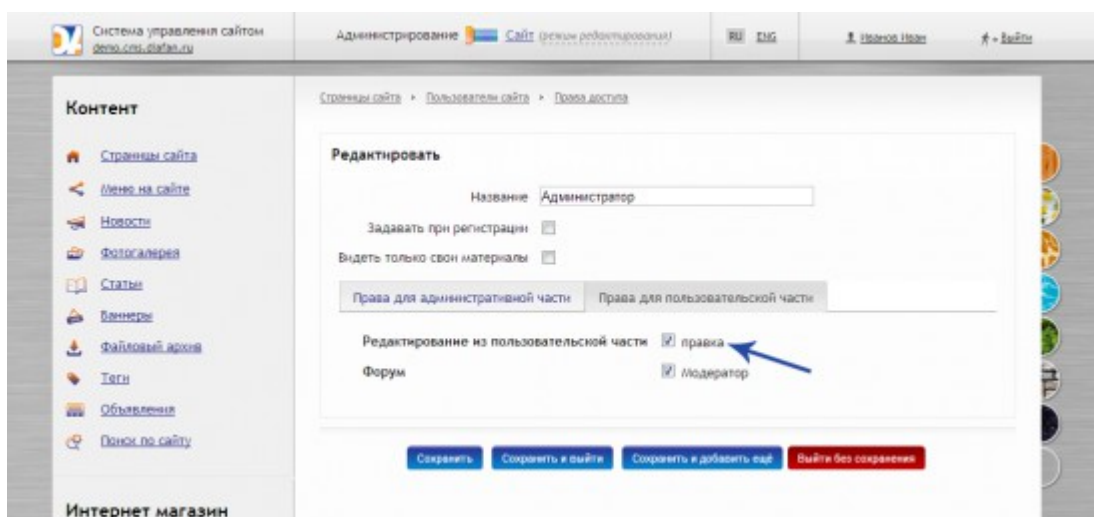 Система управления сайтом
demo.cms.diafan.ru
Администрирование Сайт (режим редактирования) RU ENG Иванов Иван Выйти
Контент
Страницы сайта
Меню на сайте
Новости
Фотогалерея
Статьи
Баннеры
Файловый архив
Теги
Объявления
Поиск по сайту
Интернет магазин
Страницы сайта Пользователи сайта Права доступа
Редактировать
Название Администратор
Задавать при регистрации
Видеть только свои материалы
Права для административной части Права для пользовательской части
Редактирование из пользовательской части правка
Форум Модератор
Сохранить Сохранить и выйти Сохранить и добавить ещё Выйти без сохранения